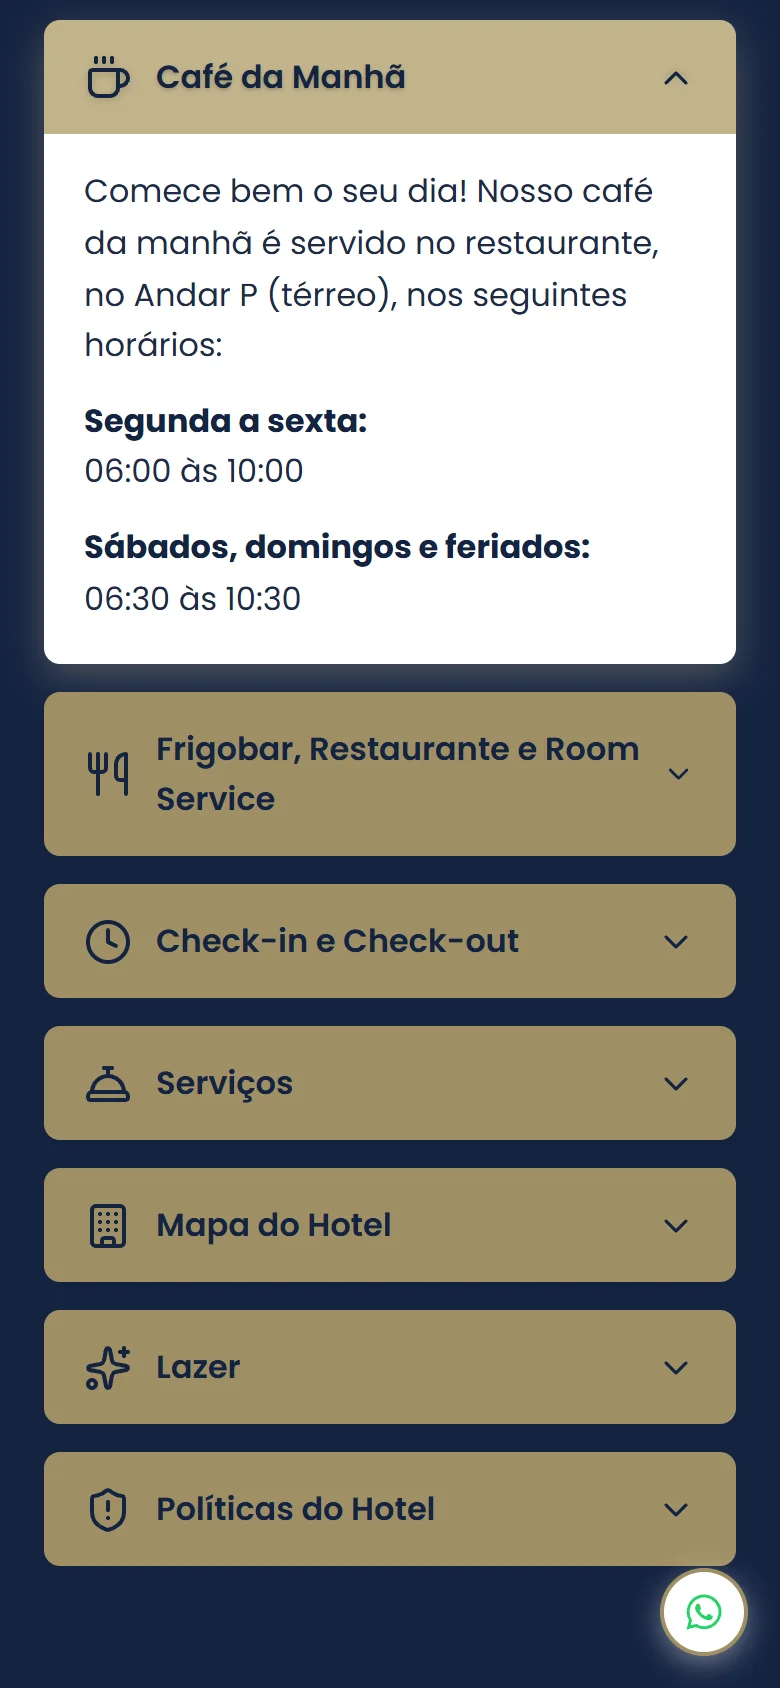 Café da Manhã
Comece bem o seu dia! Nosso café
da manhã é servido no restaurante,
no Andar P (térreo), nos seguintes
horários:
Segunda a sexta:
06:00 às 10:00
Sábados, domingos e feriados:
06:30 às 10:30
Frigobar, Restaurante e Room
Service
Check-in e Check-out
Serviços
Mapa do Hotel
Lazer
Políticas do Hotel